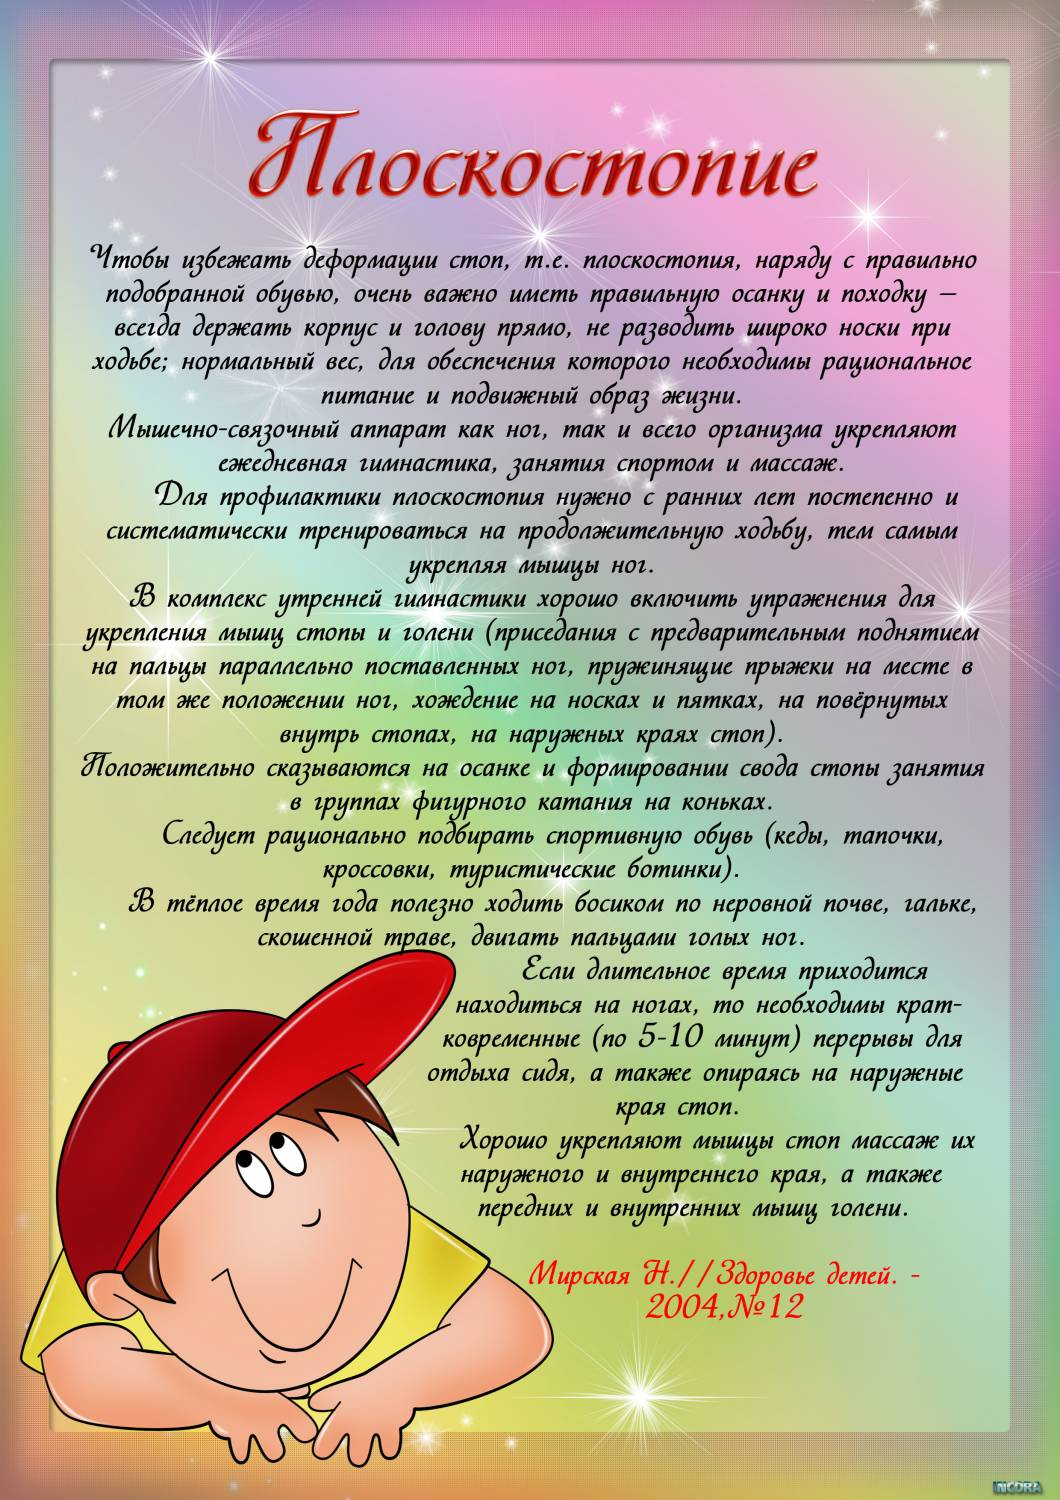 Плоскостопие
Чтобы избежать деформации стоп, т.е. плоскостопия, наряду с правильно
подобранной обувью, очень важно иметь правильную осанку и походку –
всегда держать корпус и голову прямо, не разводить широко носки при
ходьбе; нормальный вес, для обеспечения которого необходимы рациональное
питание и подвижный образ жизни.
Мышечно-связочный аппарат как ног, так и всего организма укрепляют
ежедневная гимнастика, занятия спортом и массаж.
Для профилактики плоскостопия нужно с ранних лет постепенно и
систематически тренироваться на продолжительную ходьбу, тем самым
укрепляя мышцы ног.
В комплекс утренней гимнастики хорошо включить упражнения для
укрепления мышц стопы и голени (приседания с предварительным поднятием
на пальцы параллельно поставленных ног, пружинящие прыжки на месте в
том же положении ног, хождение на носках и пятках, на повёрнутых
внутрь стопах, на наружных краях стоп).
Положительно сказываются на осанке и формировании свода стопы занятия
в группах фигурного катания на коньках.
Следует рационально подбирать спортивную обувь (кеды, тапочки,
кроссовки, туристические ботинки).
В тёплое время года полезно ходить босиком по неровной почве, гальке,
скошенной траве, двигать пальцами голых ног.
Если длительное время приходится
находиться на ногах, то необходимы крат-
ковременные (по 5-10 минут) перерывы для
отдыха сидя, а также опираясь на наружные
края стоп.
Хорошо укрепляют мышцы стоп массаж их
наружного и внутреннего края, а также
передних и внутренних мышц голени.
Мирская Н.//Здоровье детей. -
2004,№12